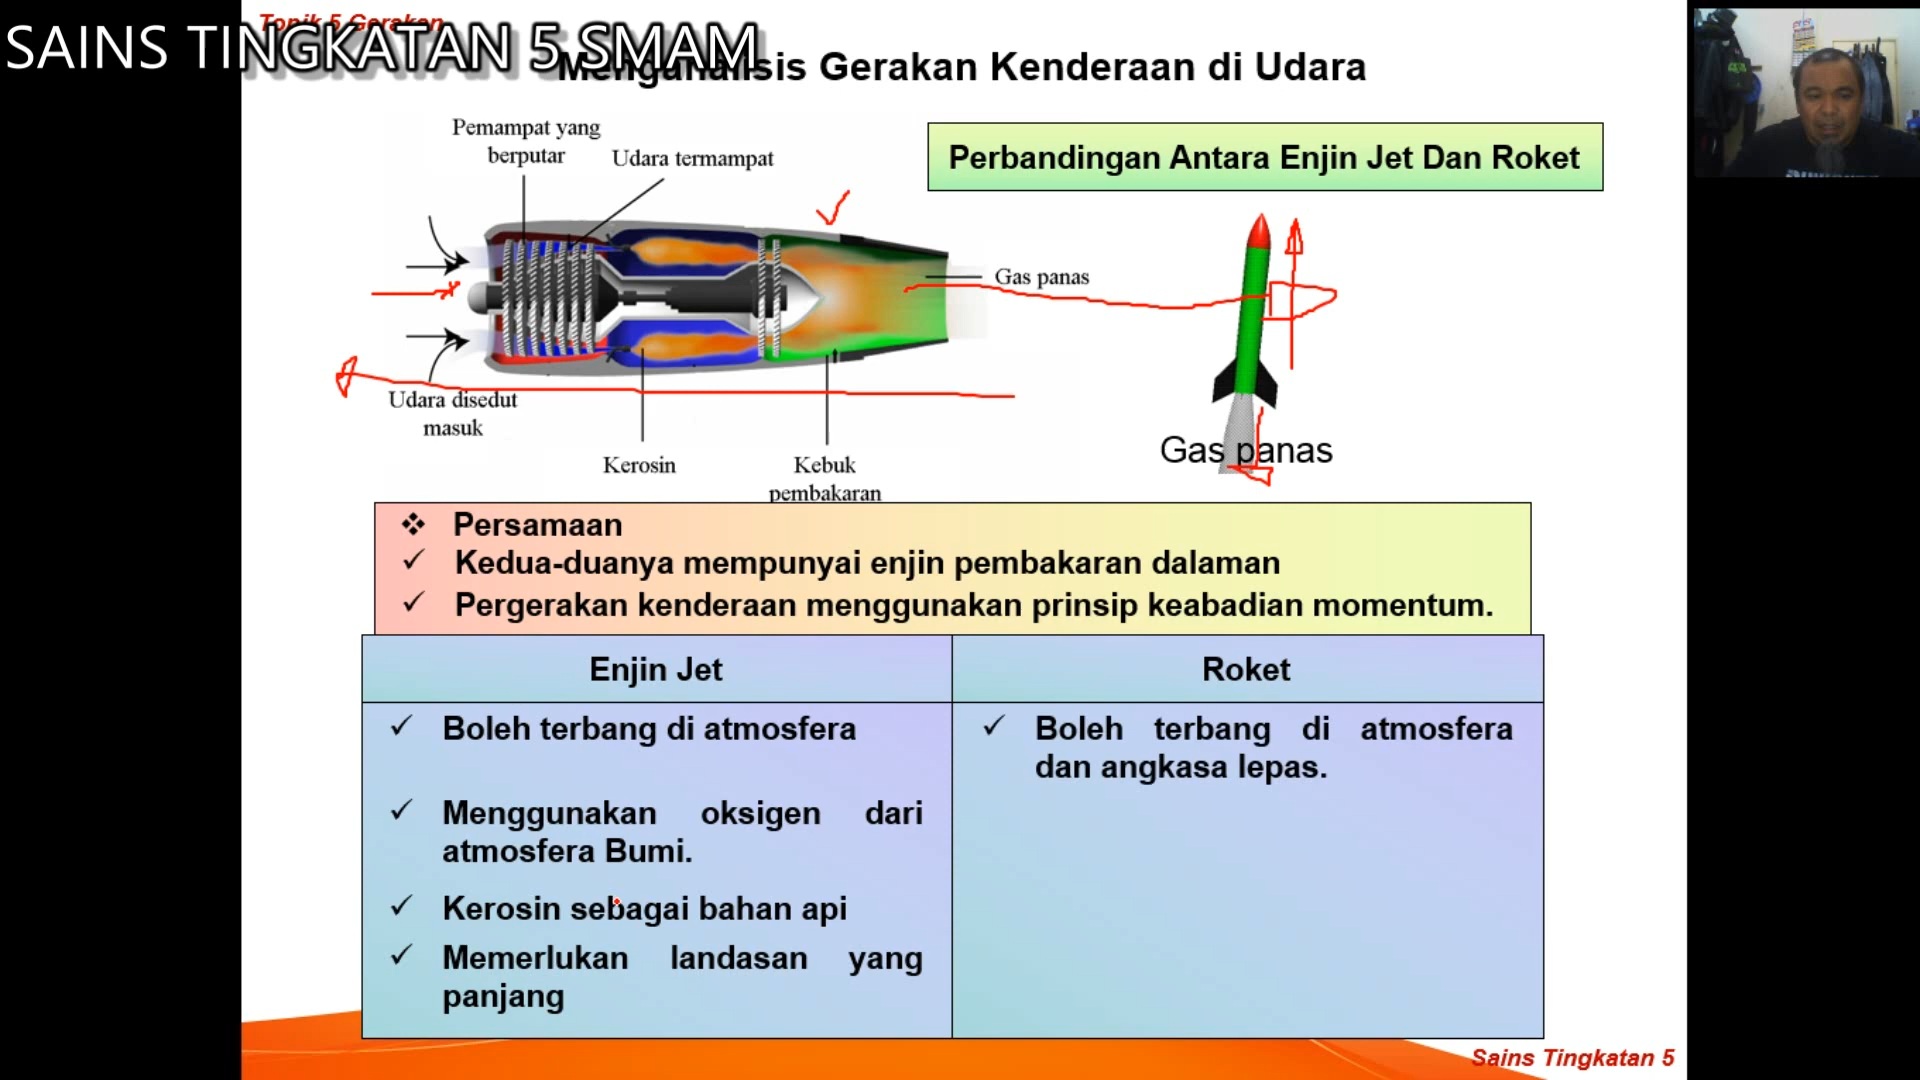 Topik 5 Gerakan
SAINS TINGKATAN 5 SMAM
Menganalisis Gerakan Kenderaan di Udara
Pemampat yang
berputar
Udara termampat
Perbandingan Antara Enjin Jet Dan Roket
Gas panas
Udara disedut
masuk
Kerosin
Kebuk
pembakaran
Gas panas
Persamaan
Kedua-duanya mempunyai enjin pembakaran dalaman
Pergerakan kenderaan menggunakan prinsip keabadian momentum.
Enjin Jet
Roket
Boleh terbang di atmosfera
Menggunakan oksigen dari
atmosfera Bumi.
Kerosin sebagai bahan api
Memerlukan landasan yang
panjang
Boleh terbang di atmosfera
dan angkasa lepas.
Sains Tingkatan 5